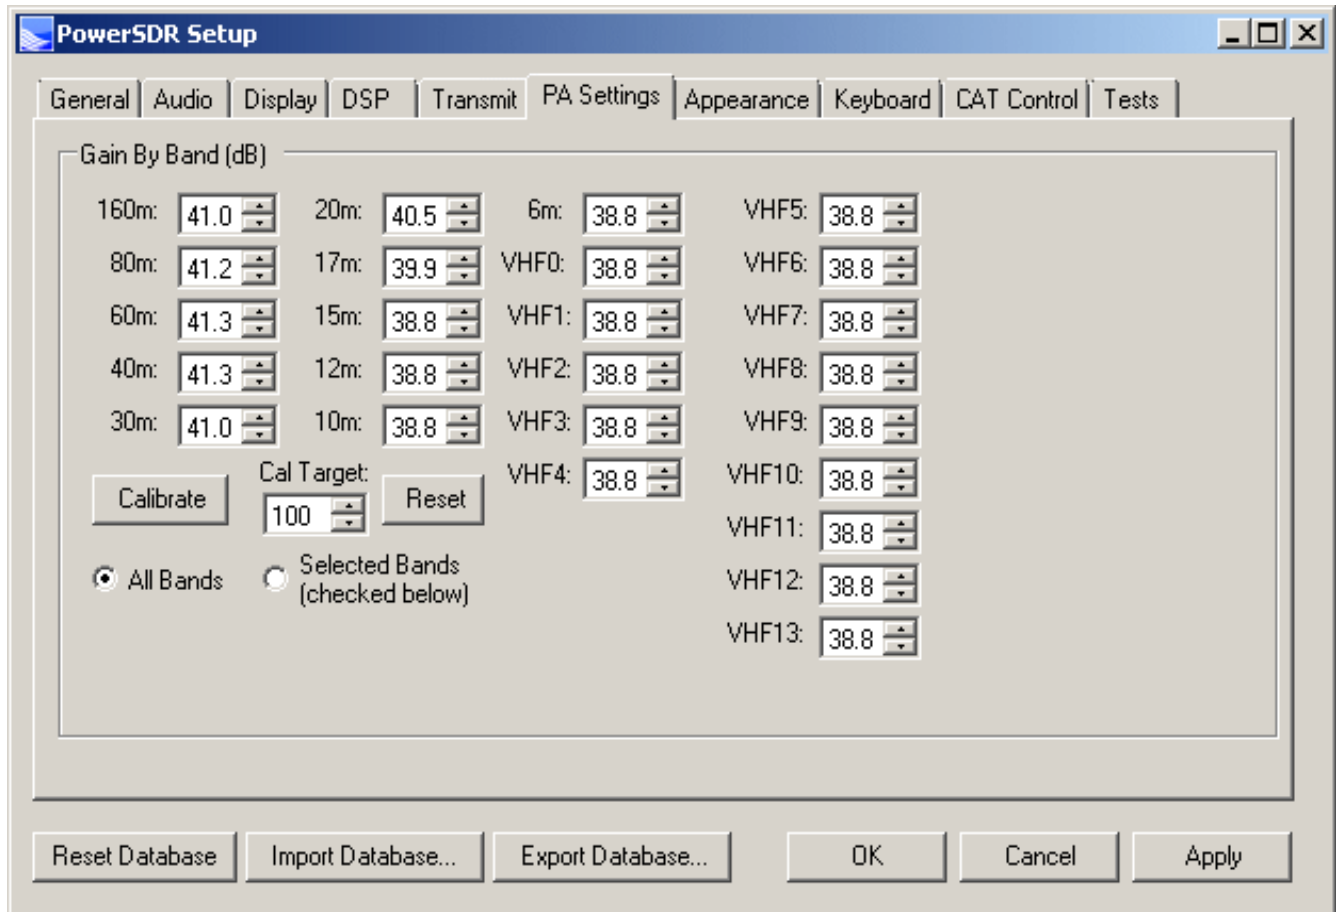 PowerSDR Setup
General Audio Display DSP Transmit PA Settings Appearance Keyboard CAT Control Tests
Gain By Band (dB)
160m: 41.0 20m: 40.5 6m: 38.8 VHF5: 38.8
80m: 41.2 17m: 39.9 VHF0: 38.8 VHF6: 38.8
60m: 41.3 15m: 38.8 VHF1: 38.8 VHF7: 38.8
40m: 41.3 12m: 38.8 VHF2: 38.8 VHF8: 38.8
30m: 41.0 10m: 38.8 VHF3: 38.8 VHF9: 38.8
Cal Target: VHF4: 38.8 VHF10: 38.8
Calibrate 100 Reset
VHF11: 38.8
All Bands Selected Bands VHF12: 38.8
(checked below)
VHF13: 38.8
Reset Database Import Database... Export Database... OK Cancel Apply